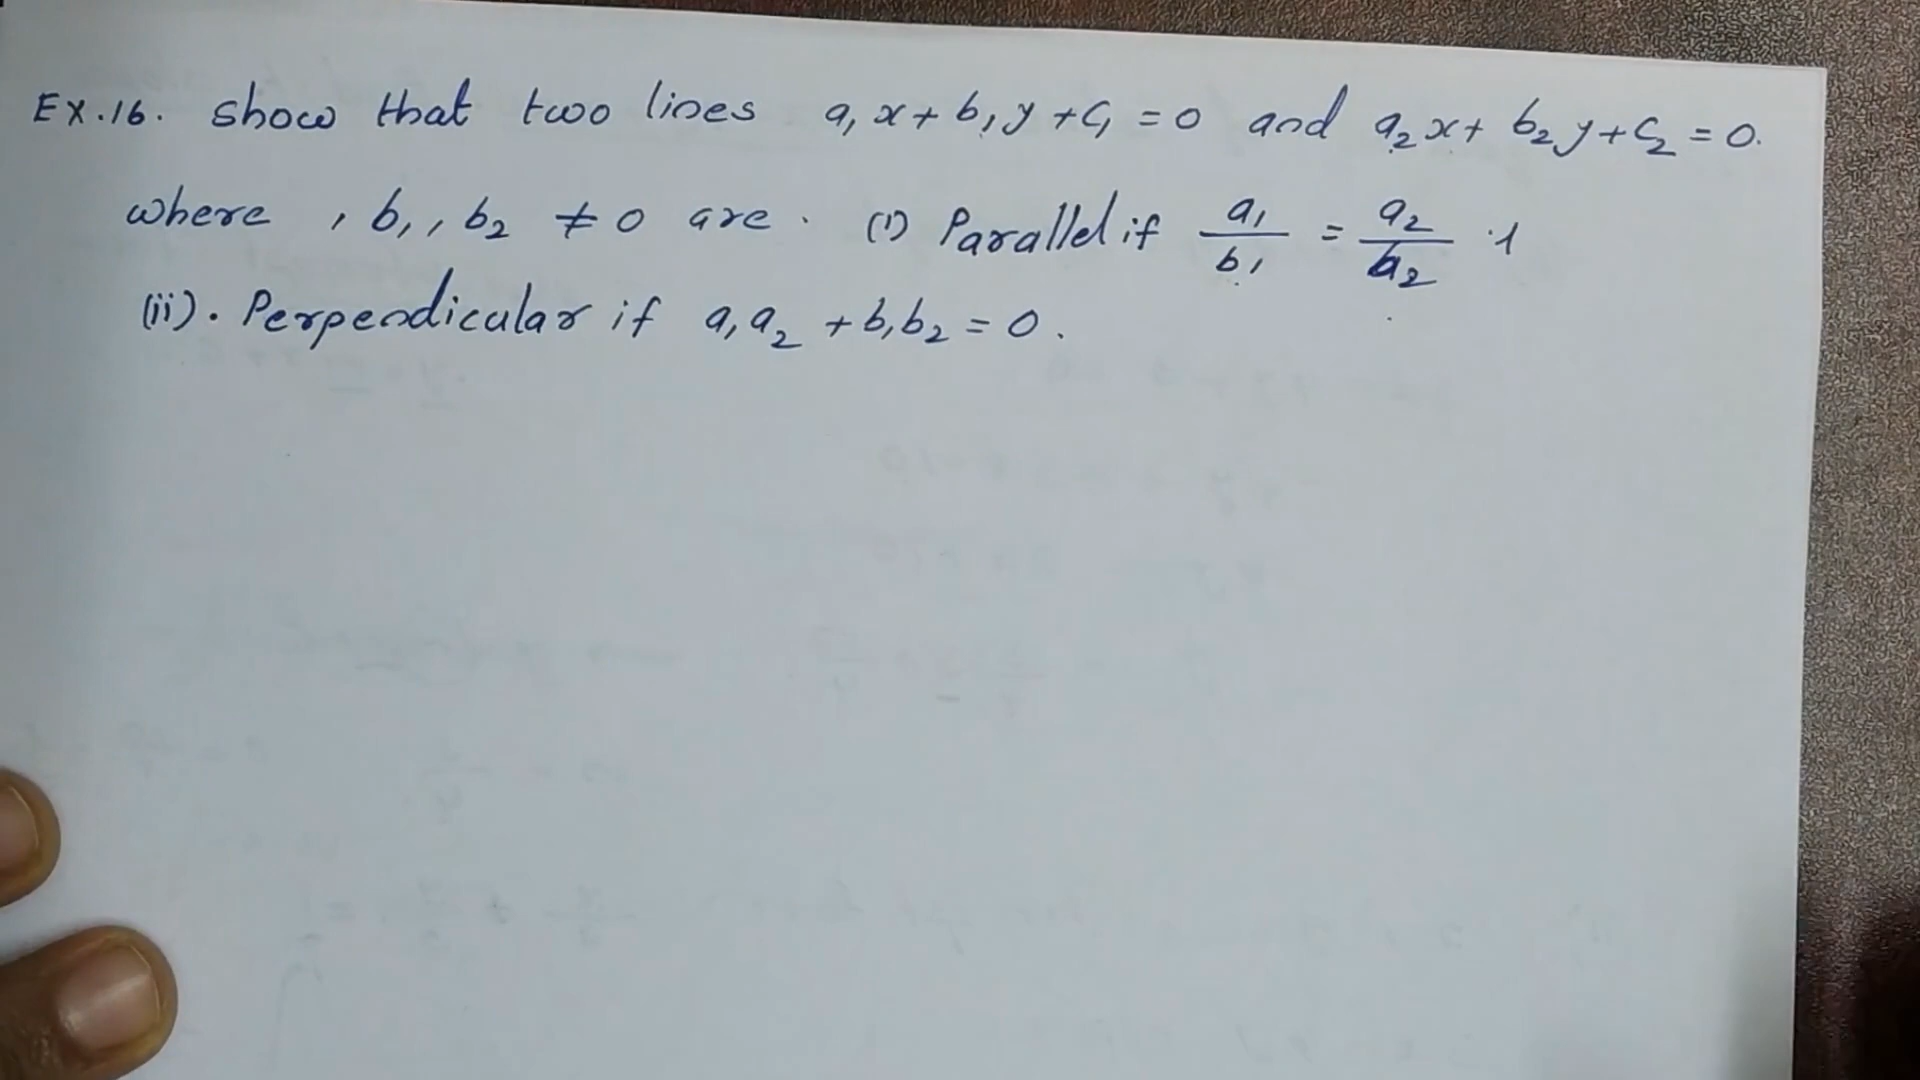 Ex.16. show that two lines a₁x + b₁y + c₁ = 0 and a₂x + b₂y + c₂ = 0.
where , b₁, b₂ ≠ 0 are . (i) Parallel if a₁/b₁ = a₂/b₂
(ii). Perpendicular if a₁a₂ + b₁b₂ = 0.